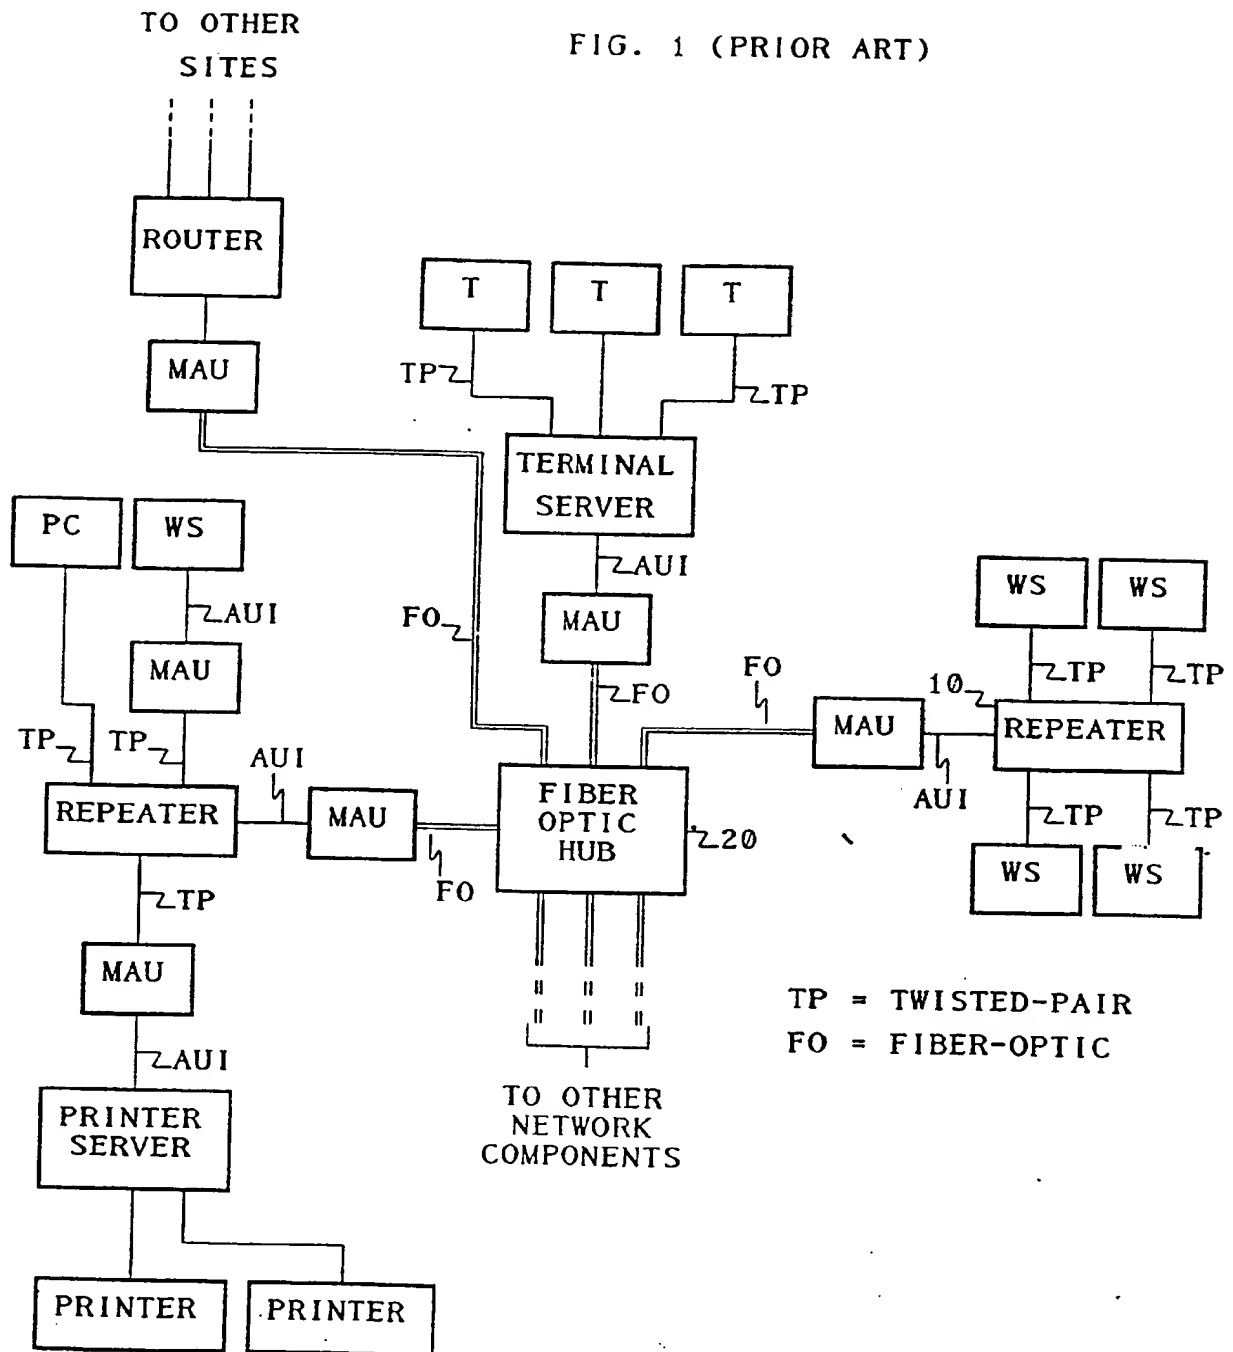 TO OTHER
SITES
FIG. 1 (PRIOR ART)
ROUTER
MAU
T
T
T
TP
TP
TERMINAL
SERVER
AUI
MAU
FO
FO
PC
WS
AUI
MAU
TP
TP
REPEATER
AUI
MAU
FO
FIBER
OPTIC
HUB
20
FO
MAU
AUI
10
REPEATER
WS
WS
TP
TP
TP
TP
WS
WS
TP
MAU
AUI
PRINTER
SERVER
PRINTER
PRINTER
TO OTHER
NETWORK
COMPONENTS
TP = TWISTED-PAIR
FO = FIBER-OPTIC